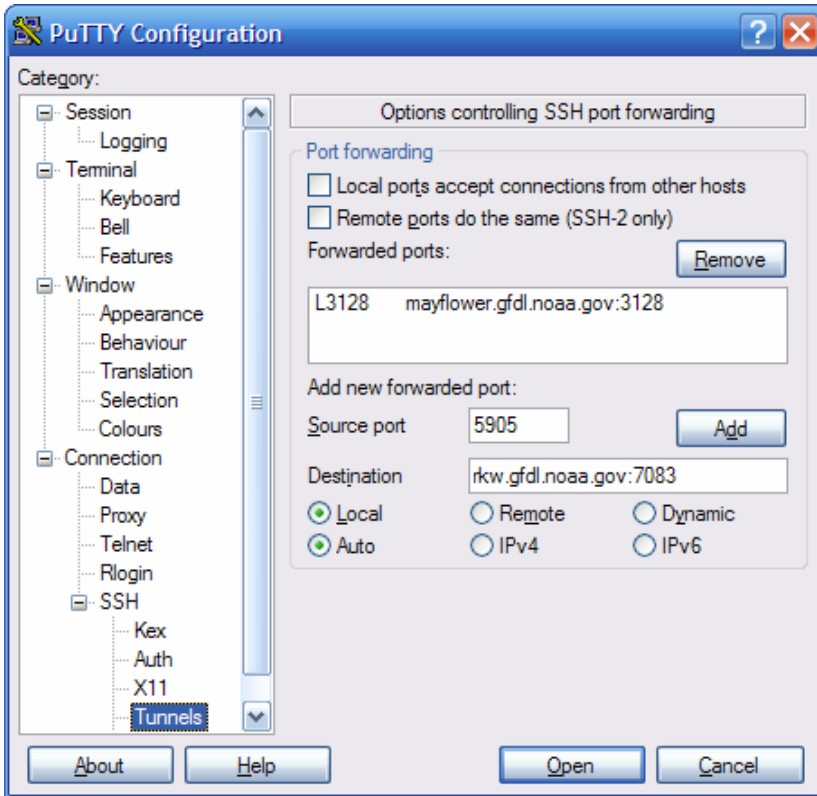 PuTTY Configuration
Category:
Session
Logging
Terminal
Keyboard
Bell
Features
Window
Appearance
Behaviour
Translation
Selection
Colours
Connection
Data
Proxy
Telnet
Rlogin
SSH
Kex
Auth
X11
Tunnels
Options controlling SSH port forwarding
Port forwarding
Local ports accept connections from other hosts
Remote ports do the same (SSH-2 only)
Forwarded ports:
Remove
L3128 mayflower.gfdl.noaa.gov:3128
Add new forwarded port:
Source port 5905 Add
Destination rkw.gfdl.noaa.gov:7083
Local Remote Dynamic
Auto IPv4 IPv6
About Help Open Cancel